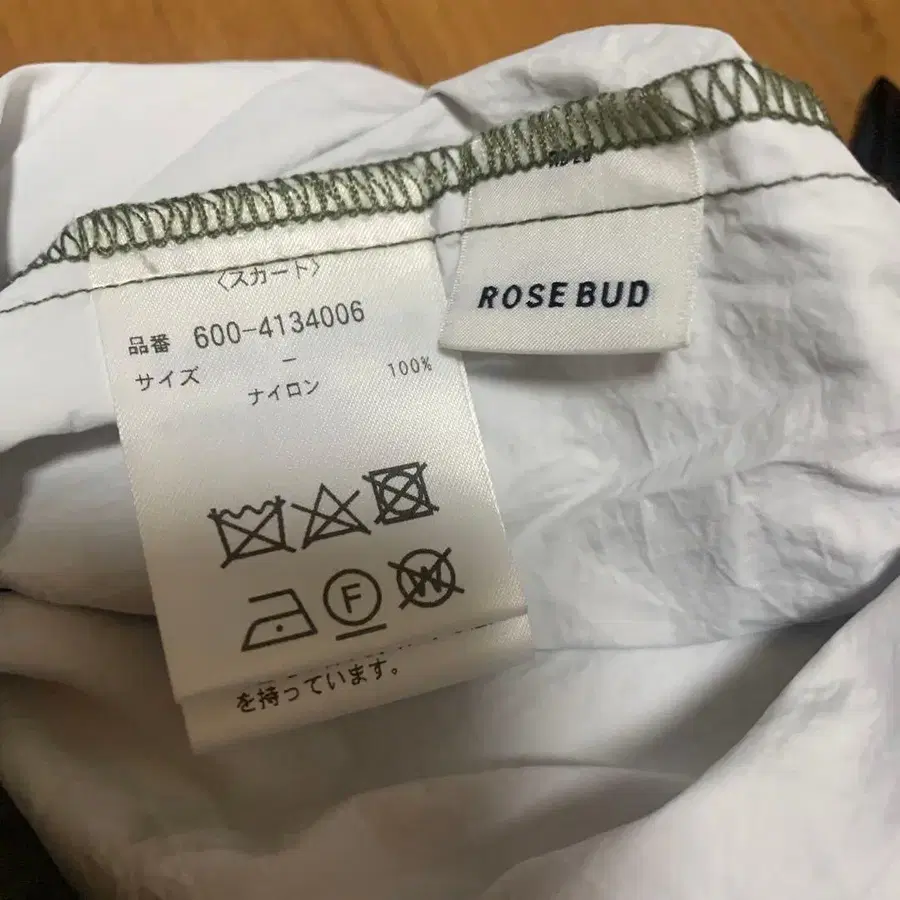 〈スカート〉
品番 600-4134006
サイズ –
ナイロン 100%
F
W
を持っています。
ROSE BUD